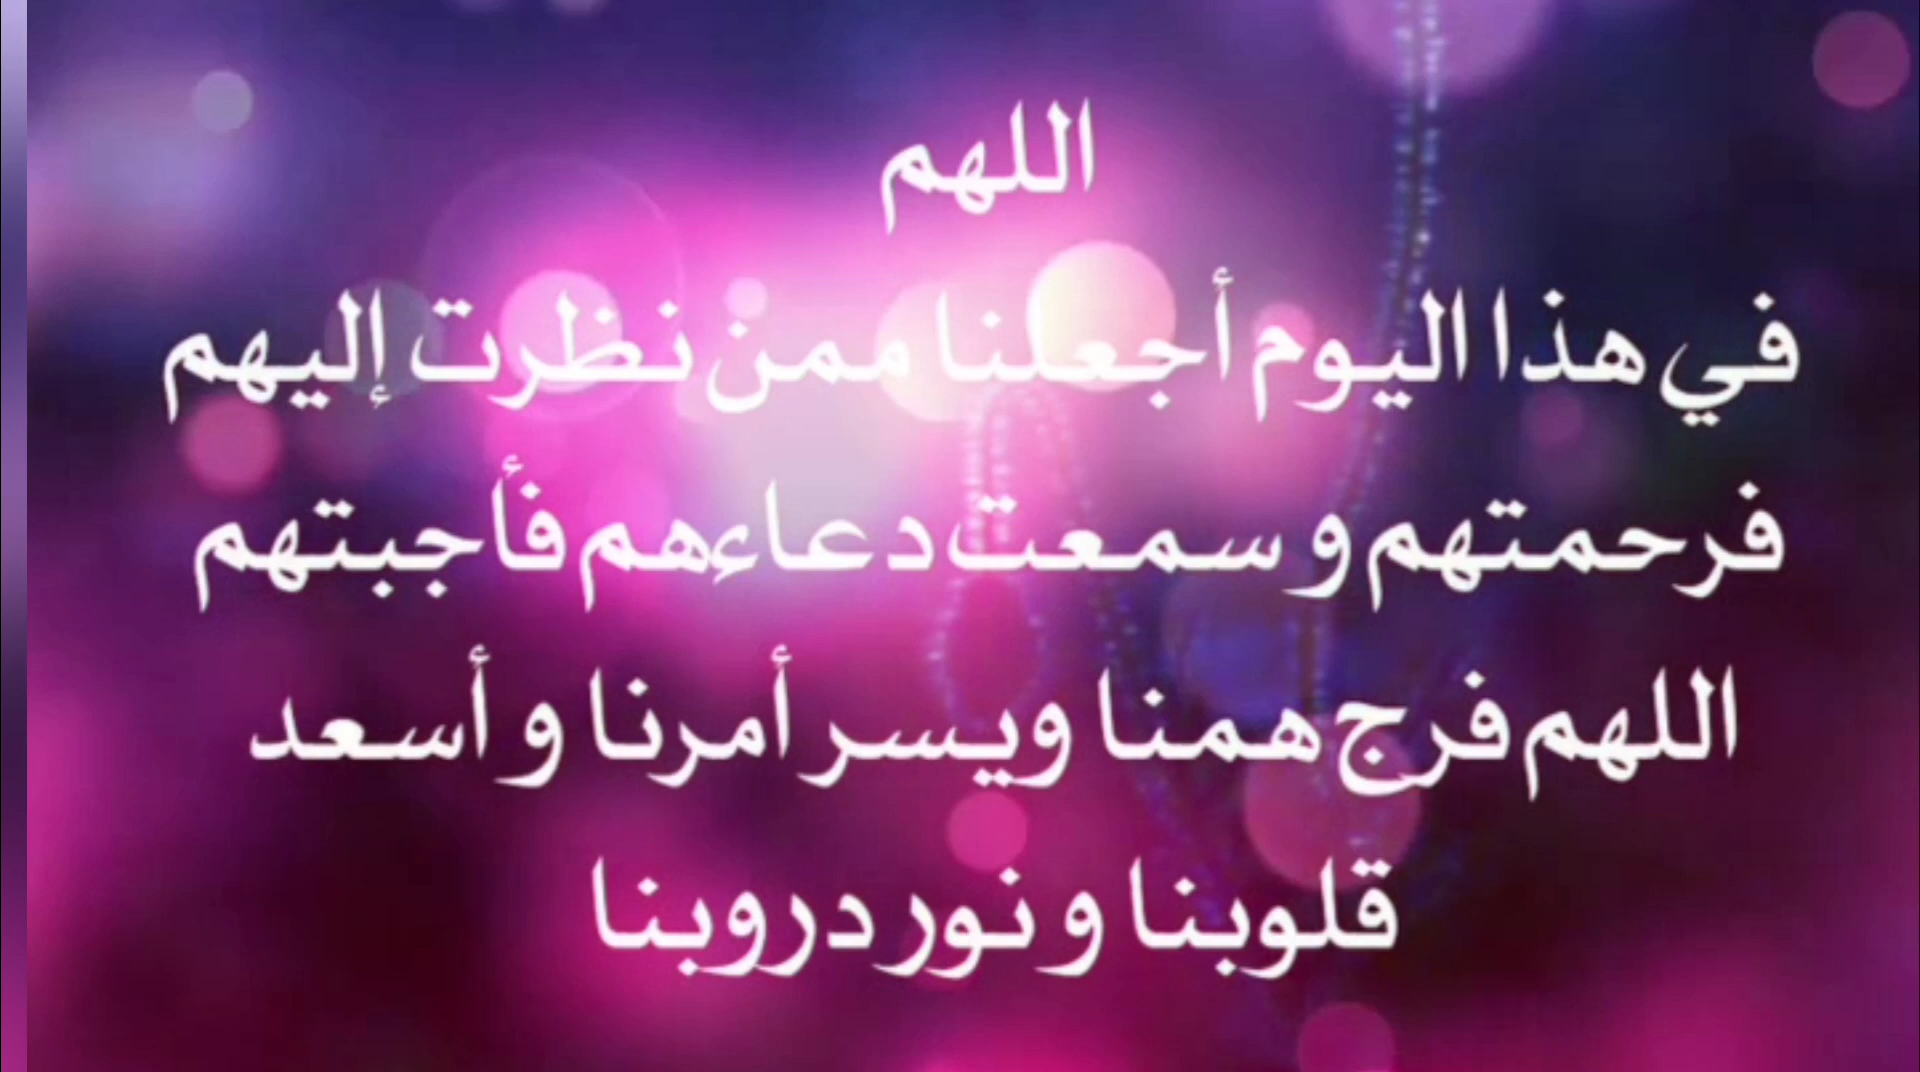 اللهم
في هذا اليوم أجعلنا ممن نظرت إليهم
فرحمتهم و سمعت دعاءهم فأجبتهم
اللهم فرج همنا ويسر أمرنا و أسعد
قلوبنا و نور دروبنا